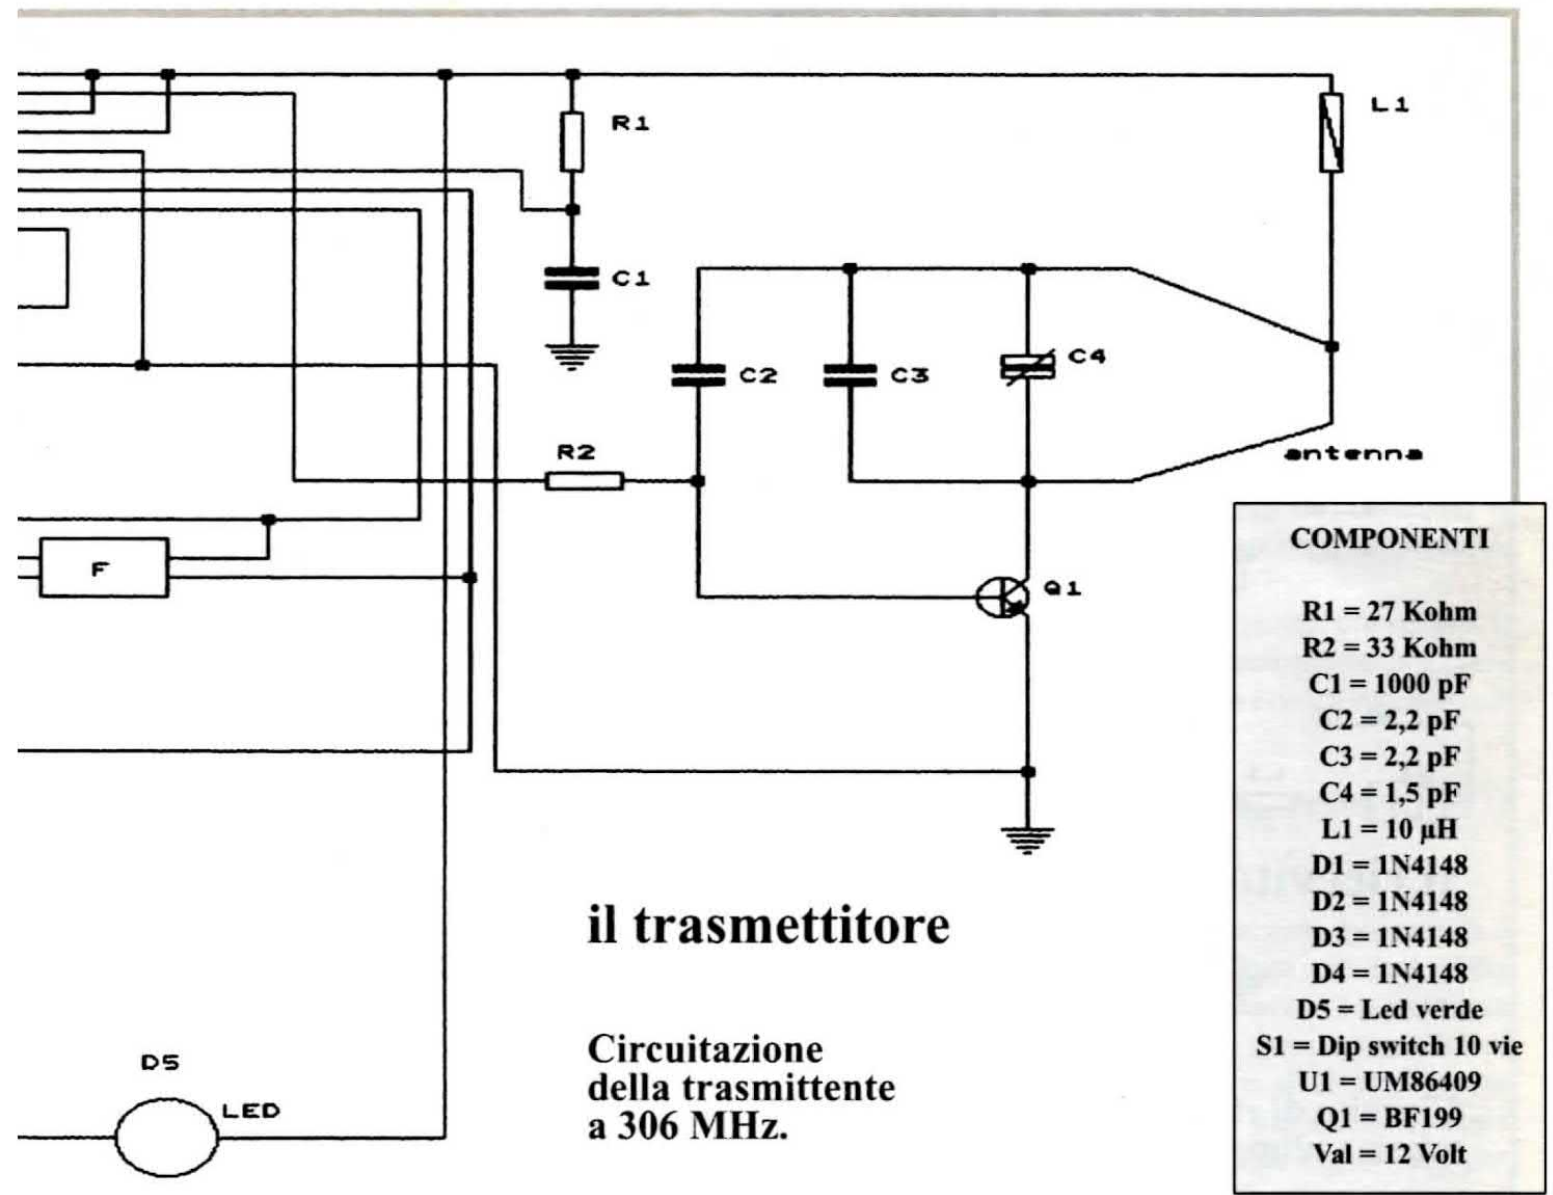 R1
L1
C1
C2
C3
C4
R2
antenna
F
Q1
COMPONENTI
R1 = 27 Kohm
R2 = 33 Kohm
C1 = 1000 pF
C2 = 2,2 pF
C3 = 2,2 pF
C4 = 1,5 pF
L1 = 10 µH
D1 = 1N4148
D2 = 1N4148
D3 = 1N4148
D4 = 1N4148
D5 = Led verde
S1 = Dip switch 10 vie
U1 = UM86409
Q1 = BF199
Val = 12 Volt
il trasmettitore
Circuitazione
della trasmittente
a 306 MHz.
D5
LED